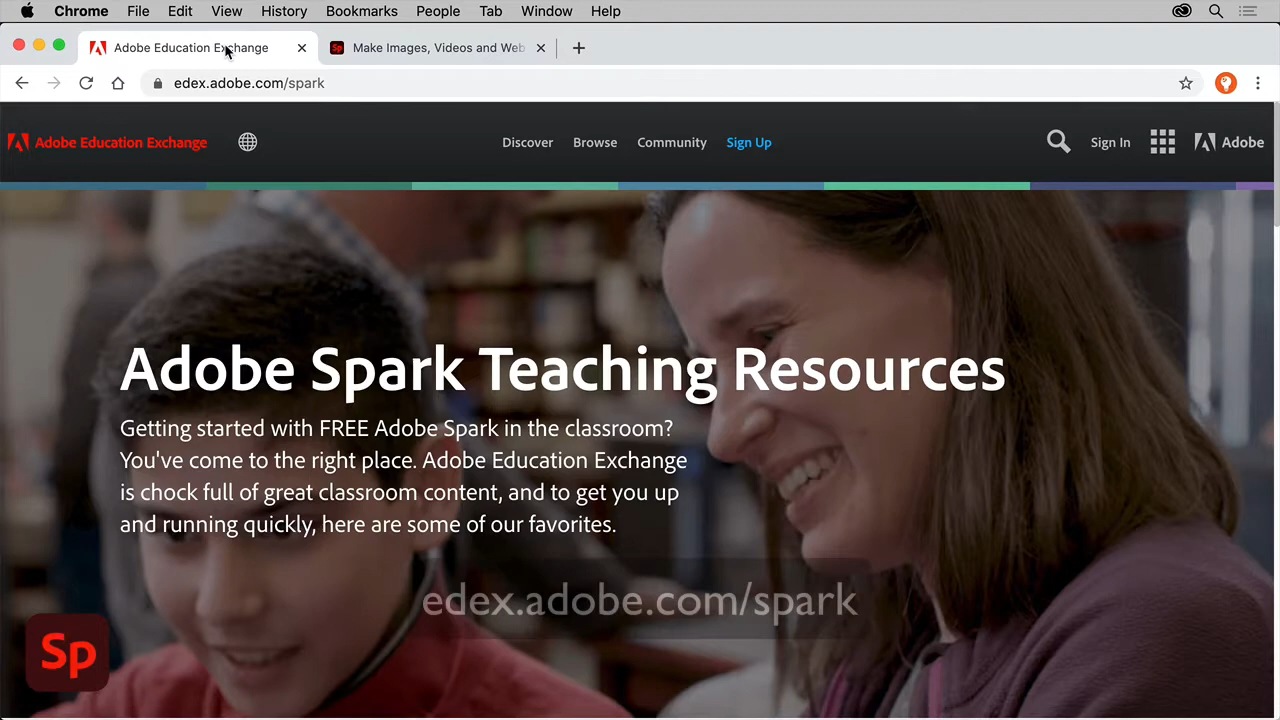 Chrome File Edit View History Bookmarks People Tab Window Help
Adobe Education Exchange Make Images, Videos and Web
edex.adobe.com/spark
Adobe Education Exchange Discover Browse Community Sign Up Sign In Adobe
Adobe Spark Teaching Resources
Getting started with FREE Adobe Spark in the classroom?
You've come to the right place. Adobe Education Exchange
is chock full of great classroom content, and to get you up
and running quickly, here are some of our favorites.
edex.adobe.com/spark
Sp